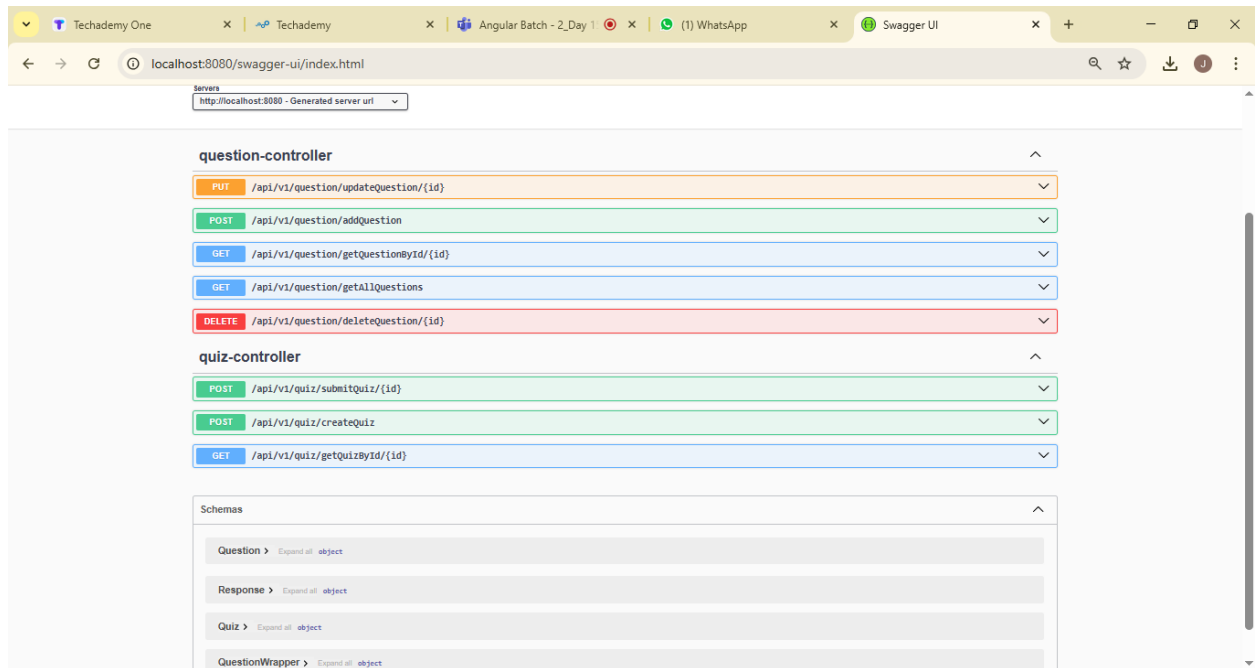 Techademy One
Techademy
Angular Batch - 2_Day 1
(1) WhatsApp
Swagger UI
localhost:8080/swagger-ui/index.html
J
Servers
http://localhost:8080 - Generated server url
question-controller
PUT /api/v1/question/updateQuestion/{id}
POST /api/v1/question/addQuestion
GET /api/v1/question/getQuestionById/{id}
GET /api/v1/question/getAllQuestions
DELETE /api/v1/question/deleteQuestion/{id}
quiz-controller
POST /api/v1/quiz/submitQuiz/{id}
POST /api/v1/quiz/createQuiz
GET /api/v1/quiz/getQuizById/{id}
Schemas
Question Expand all object
Response Expand all object
Quiz Expand all object
QuestionWrapper Expand all object